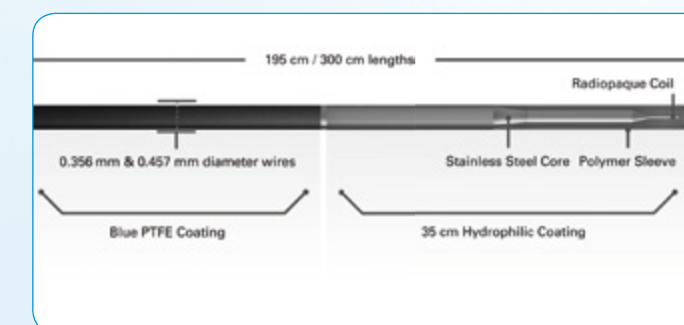 195 cm / 300 cm lengths
Radiopaque Coil
0.356 mm & 0.457 mm diameter wires
Stainless Steel Core
Polymer Sleeve
Blue PTFE Coating
35 cm Hydrophilic Coating